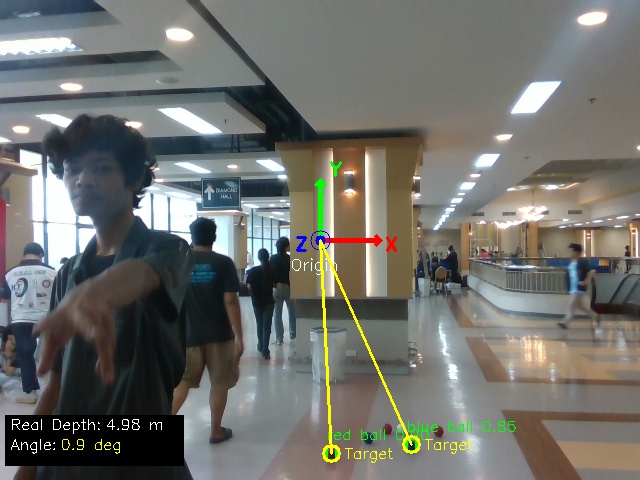 DIAMOND
HALL
Y
Z
X
Origin
ed ball 0.
blue ball 0.85
Target
Target
Real Depth: 4.98 m
Angle: 0.9 deg